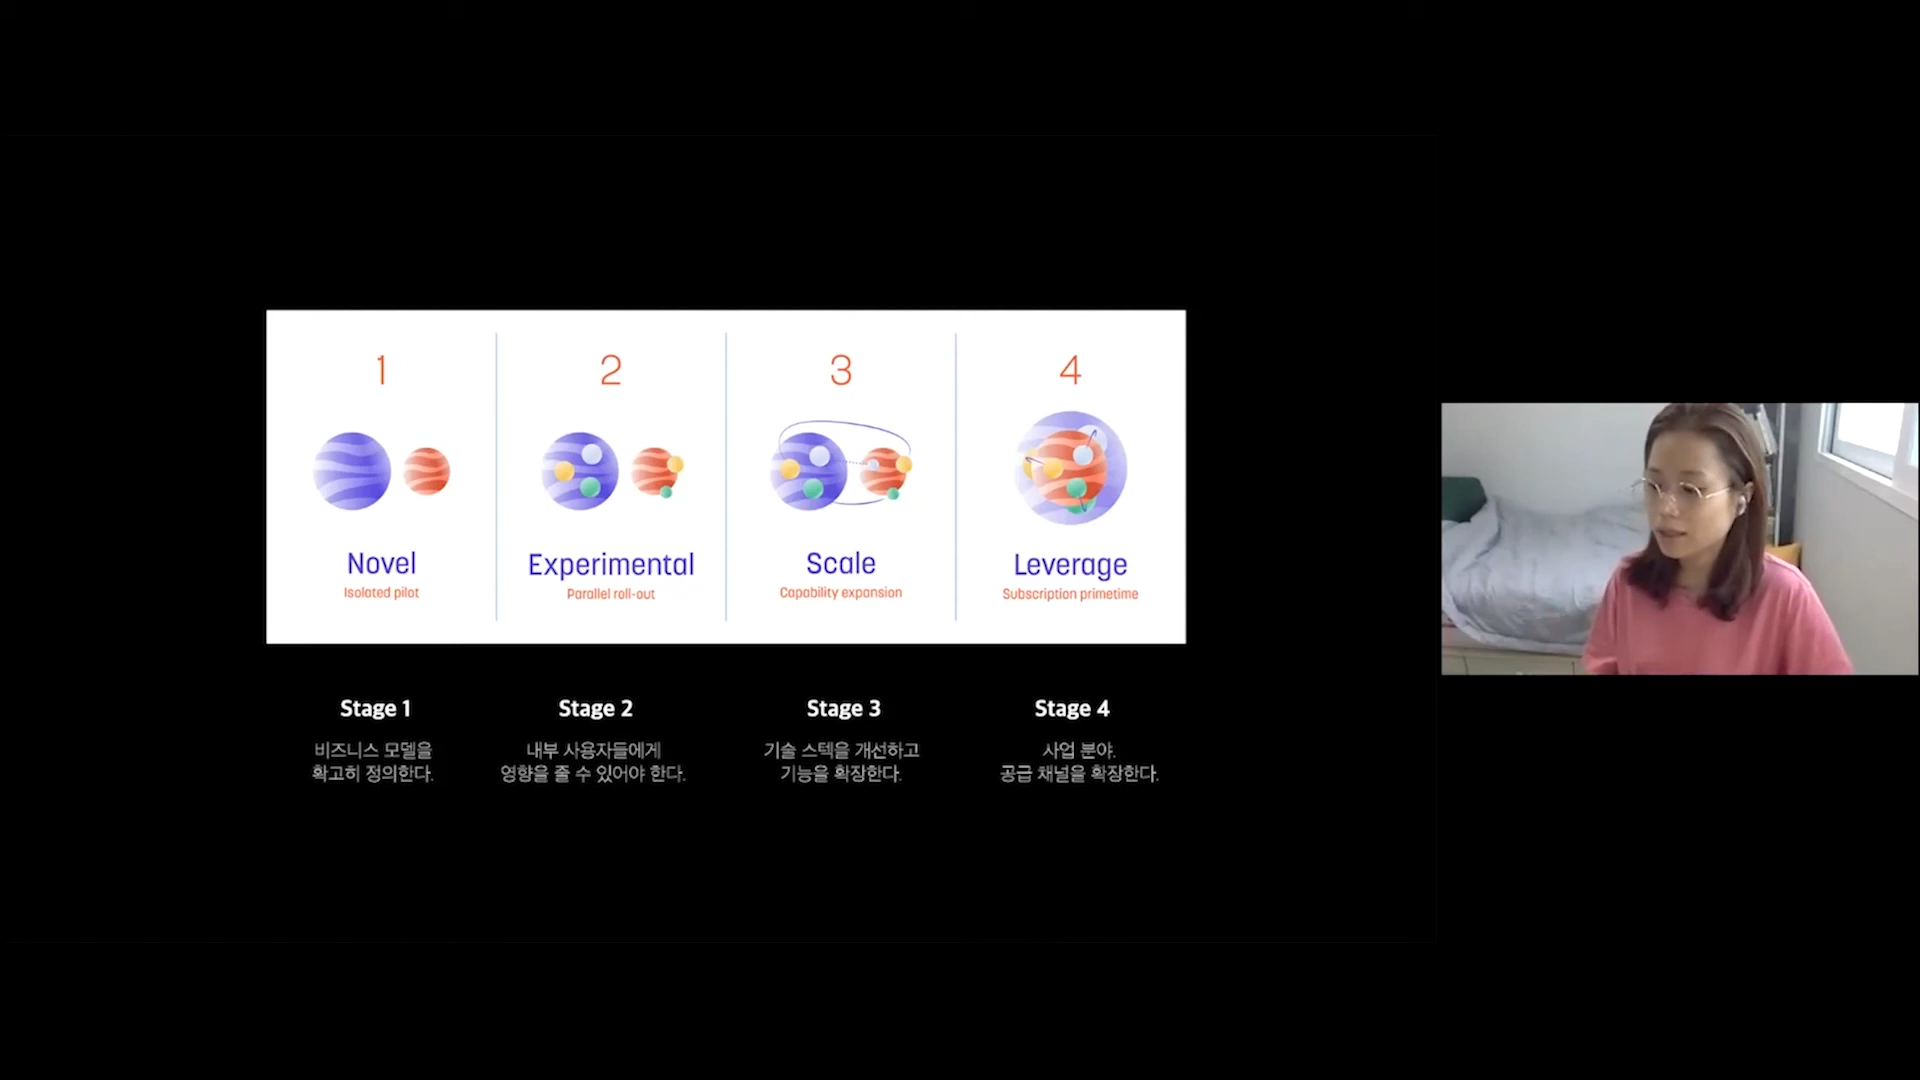 1
2
3
4
Novel
Isolated pilot
Experimental
Parallel roll-out
Scale
Capability expansion
Leverage
Subscription primetime
Stage 1
비즈니스 모델을
확고히 정의한다.
Stage 2
내부 사용자들에게
영향을 줄 수 있어야 한다.
Stage 3
기술 스텍을 개선하고
기능을 확장한다.
Stage 4
사업 분야.
공급 채널을 확장한다.